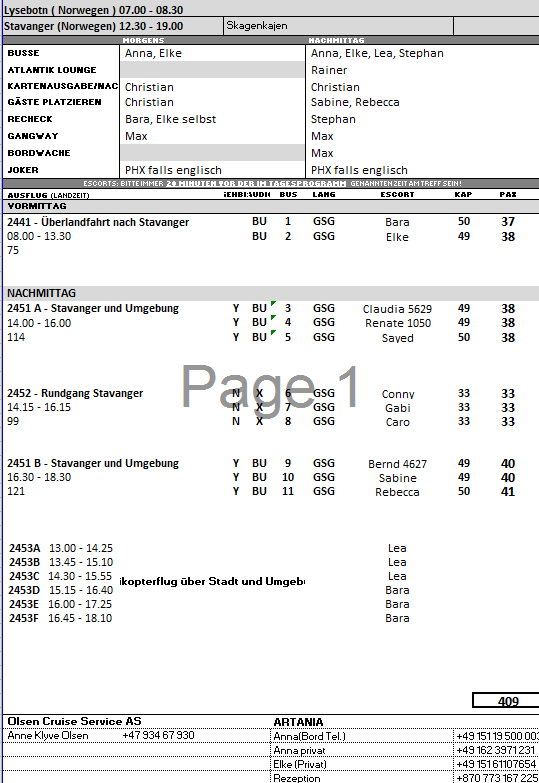 Lysebotn ( Norwegen ) 07.00 - 08.30
Stavanger (Norwegen) 12.30 - 19.00 Skagenkajen
MORGENS NACHMITTAG
BUSSE Anna, Elke Anna, Elke, Lea, Stephan
ATLANTIK LOUNGE Rainer
KARTENAUSGABE/NAC Christian Christian
GÄSTE PLATZIEREN Christian Sabine, Rebecca
RECHECK Bara, Elke selbst Stephan
GANGWAY Max Max
BORDWACHE Max
JOKER PHX falls englisch PHX falls englisch
ESCORTS: BITTE IMMER 20 MINUTEN VOR DER IM TAGESPROGRAMM GENANNTEN ZEIT AM TREFF SEIN!
AUSFLUG (LANDZEIT) BUS LANG ESCORT KAP PAX
VORMITTAG
2441 - Überlandfahrt nach Stavanger BU 1 GSG Bara 50 37
08.00 - 13.30 BU 2 GSG Elke 49 38
75
NACHMITTAG
2451 A - Stavanger und Umgebung Y BU 3 GSG Claudia 5629 49 38
14.00 - 16.00 Y BU 4 GSG Renate 1050 49 38
114 Y BU 5 GSG Sayed 50 38
Page 1
2452 - Rundgang Stavanger N X 6 GSG Conny 33 33
14.15 - 16.15 N X 7 GSG Gabi 33 33
99 N X 8 GSG Caro 33 33
2451 B - Stavanger und Umgebung Y BU 9 GSG Bernd 4627 49 40
16.30 - 18.30 Y BU 10 GSG Sabine 49 40
121 Y BU 11 GSG Rebecca 50 41
2453A 13.00 - 14.25 Lea
2453B 13.45 - 15.10 Lea
2453C 14.30 - 15.55 ikopterflug über Stadt und Umgebu Lea
2453D 15.15 - 16.40 Bara
2453E 16.00 - 17.25 Bara
2453F 16.45 - 18.10 Bara
409
Olsen Cruise Service AS ARTANIA
Anne Klyve Olsen +47 934 67 930 Anna(Bord Tel.) +49 151 19 500 003
Anna privat +49 162 3971 231
Elke (Privat) +49 151 61107654
Rezeption +870 773 167 225